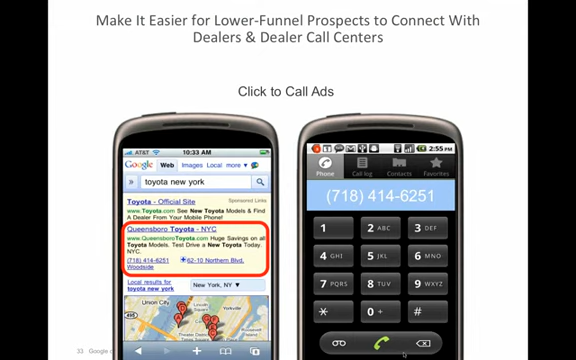 Make It Easier for Lower-Funnel Prospects to Connect With
Dealers & Dealer Call Centers
Click to Call Ads
AT&T
10:33 AM
Google Web Images Local more ▼
» toyota new york
Toyota - Official Site
Sponsored Links
www.Toyota.com See New Toyota Models & Find
A Dealer From Your Mobile Phone!
Queensboro Toyota - NYC
www.QueensboroToyota.com Huge Savings on all
Toyota Models. Test Drive a New Toyota Today.
NYC.
(718) 414-6251
62-10 Northern Blvd,
Woodside
Local results for
toyota new york
New York, NY ▼
Union City
495
2:55 PM
Phone
Call log
Contacts
Favorites
(718) 414-6251
1
2 ABC
3 DEF
4 GHI
5 JKL
6 MNO
7 PQRS
8 TUV
9 WXYZ
*
0 +
#
33 Google